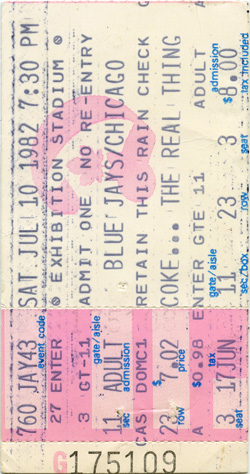 760 JAY43 SAT JUL 10 1982 7:30 PM
event code
2 ENTER 0 EXHIBITION STADIUM 0
3 GT-11 ADMIT ONE NO RE-ENTRY
gate/aisle
11 ADULT BLUE JAYS/CHICAGO
sec admission
CAS DOMC1 RETAIN THIS RAIN CHECK
23 $ 7.02 COKE... THE REAL THING
row price
A $0.98 ENTER GTE 11 ADULT
tax gate/aisle admission
3 17JUN 11 23 3 $8.00
seat sec/box row seat tax included
G175109